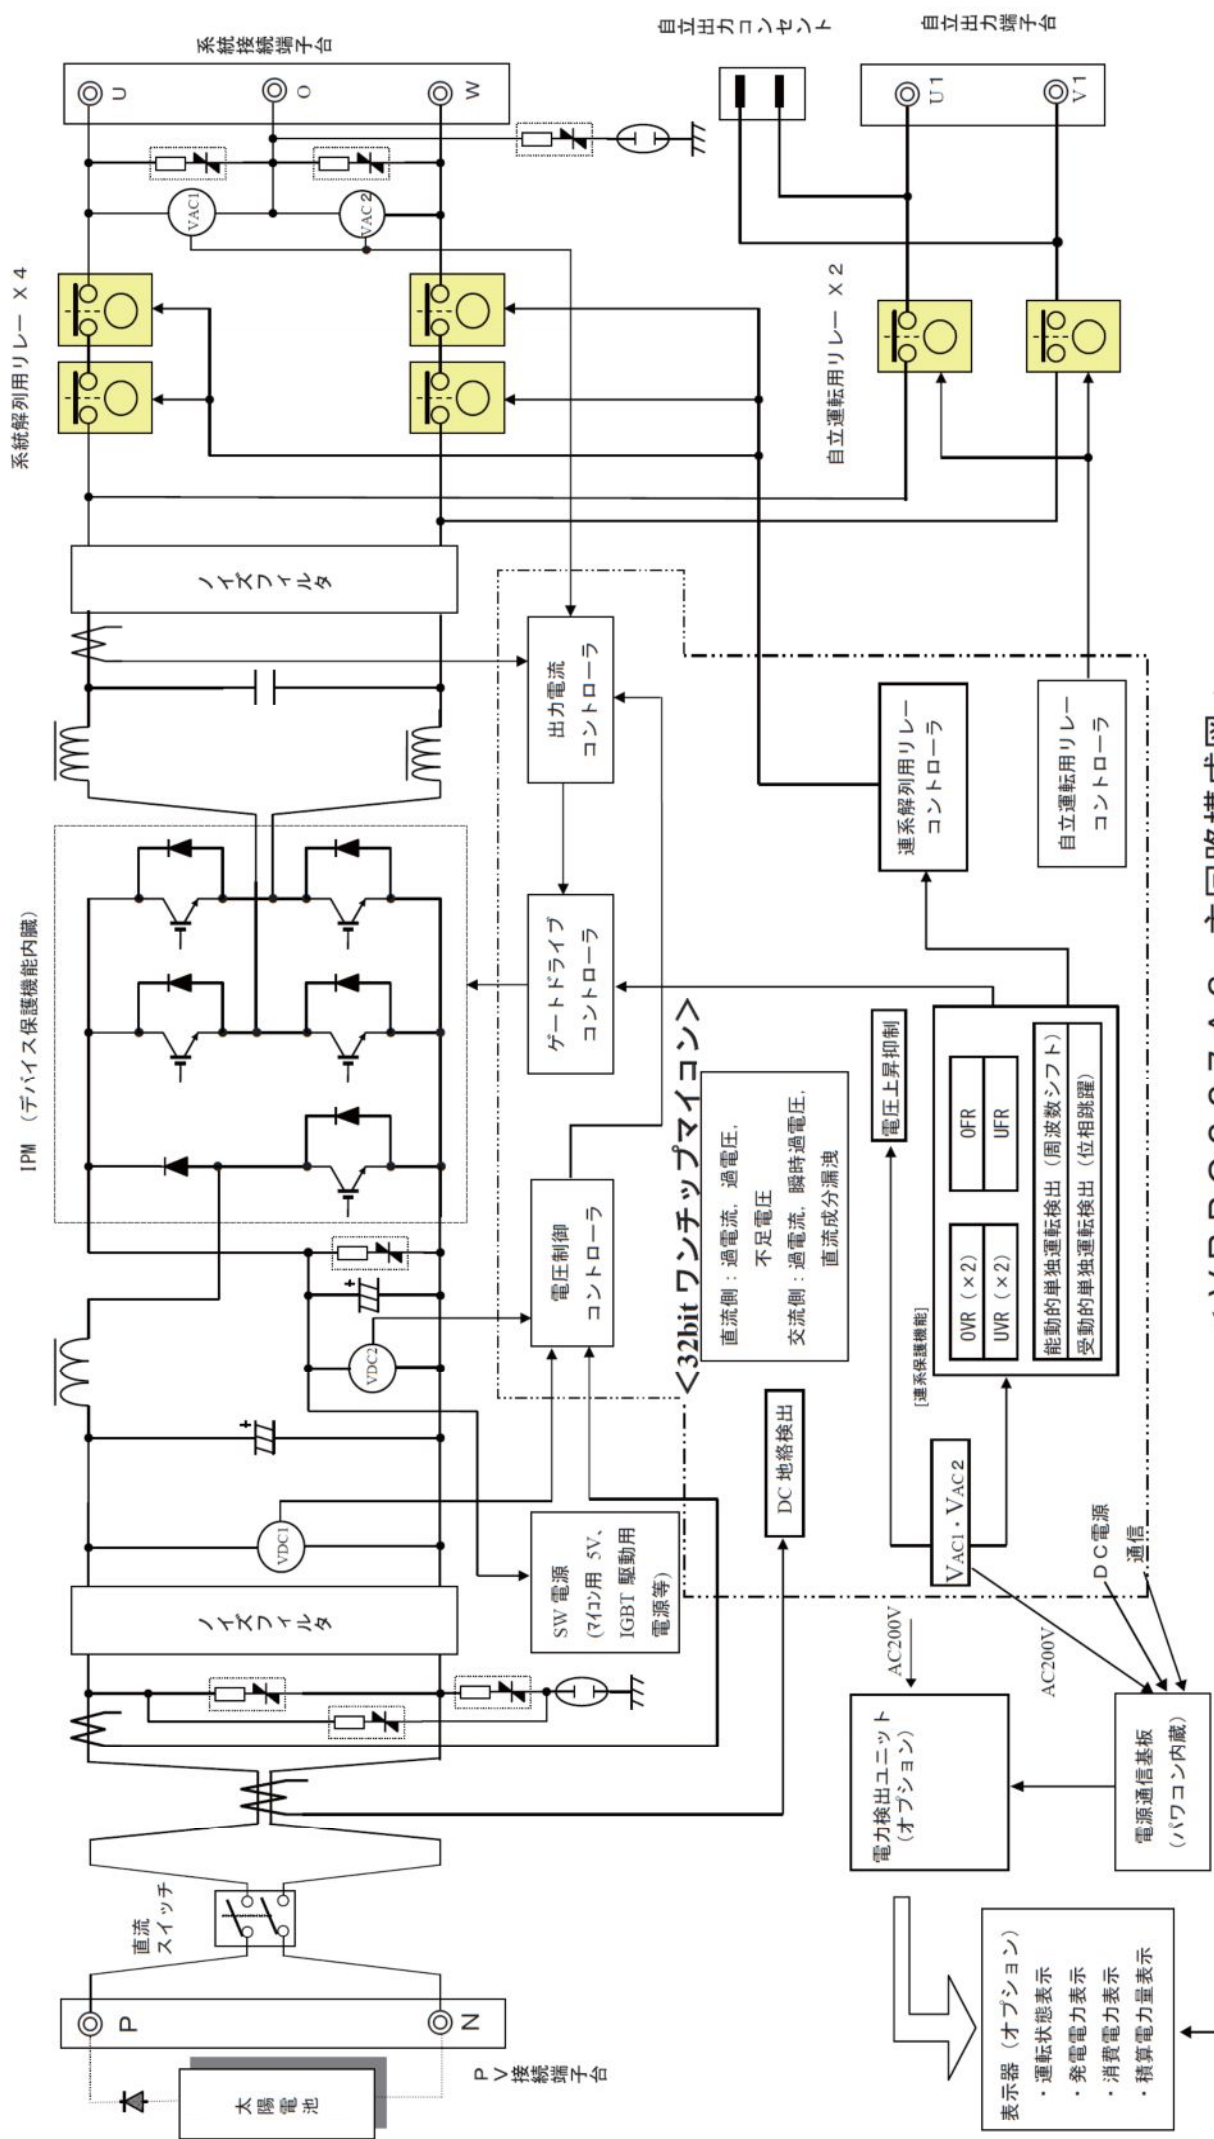 系統接続端子台
U
O
W
自立出力コンセント
自立出力端子台
U1
V1
VAC1
VAC2
系統解列用リレー X4
自立運転用リレー X2
ノイズフィルタ
出力電流
コントローラ
連系解列用リレー
コントローラ
自立運転用リレー
コントローラ
IPM (デバイス保護機能内臓)
ゲートドライブ
コントローラ
電圧制御
コントローラ
<32bit ワンチップマイコン>
直流側：過電流，過電圧，
不足電圧
交流側：過電流，瞬時過電圧，
直流成分漏洩
電圧上昇抑制
[連系保護機能]
OVR（×2）
UVR（×2）
OFR
UFR
能動的単独運転検出（周波数シフト）
受動的単独運転検出（位相跳躍）
VDC2
VDC1
DC 地絡検出
VAC1・VAC2
SW 電源
(マイコン用 5V、
IGBT 駆動用
電源等)
ノイズフィルタ
DC電源
通信
AC200V
AC200V
電力検出ユニット
(オプション)
電源通信基板
(パワコン内蔵)
直流
スイッチ
P
N
PV接続端子台
太陽電池
表示器（オプション）
・運転状態表示
・発電電力表示
・消費電力表示
・積算電力量表示